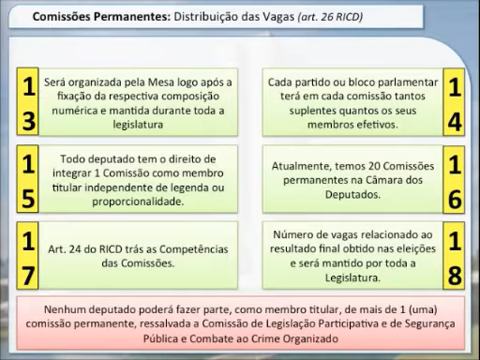 Comissões Permanentes: Distribuição das Vagas (art. 26 RICD)
13
Será organizada pela Mesa logo após a
fixação da respectiva composição
numérica e mantida durante toda a
legislatura
Cada partido ou bloco parlamentar
terá em cada comissão tantos
suplentes quantos os seus
membros efetivos.
14
15
Todo deputado tem o direito de
integrar 1 Comissão como membro
titular independente de legenda ou
proporcionalidade.
Atualmente, temos 20 Comissões
permanentes na Câmara dos
Deputados.
16
17
Art. 24 do RICD trás as Competências
das Comissões.
Número de vagas relacionado ao
resultado final obtido nas eleições
e será mantido por toda a
Legislatura.
18
Nenhum deputado poderá fazer parte, como membro titular, de mais de 1 (uma)
comissão permanente, ressalvada a Comissão de Legislação Participativa e de Segurança
Pública e Combate ao Crime Organizado